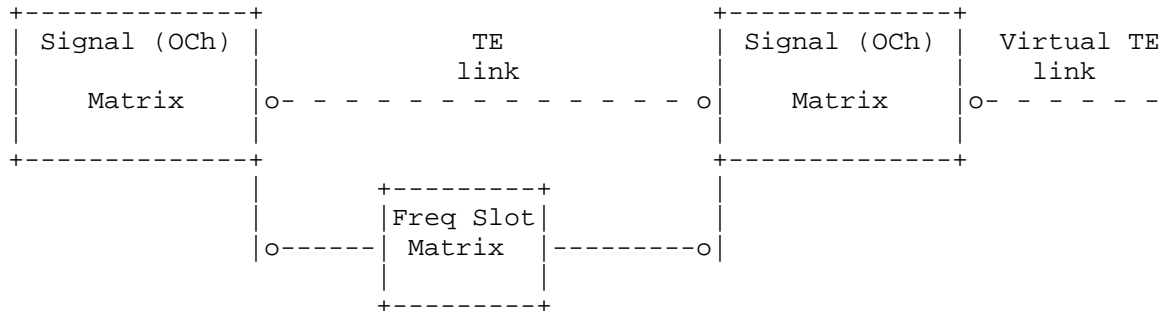 Signal (OCh) TE Signal (OCh) Virtual TE
link link
Matrix Matrix
Freq Slot
Matrix